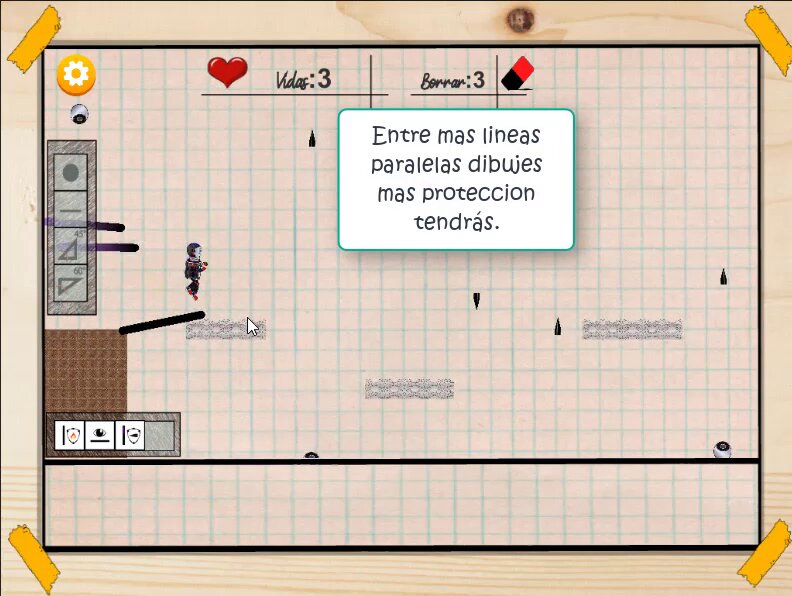 Vidas:3
Borrar:3
Entre mas lineas
paralelas dibujes
mas proteccion
tendrás.
45°
60°